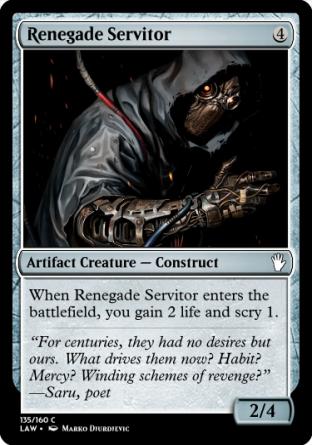 Renegade Servitor 4
Artifact Creature — Construct
When Renegade Servitor enters the
battlefield, you gain 2 life and scry 1.
“For centuries, they had no desires but
ours. What drives them now? Habit?
Mercy? Winding schemes of revenge?”
—Saru, poet
2/4
135/160 C
LAW • Marko Djurdjevic